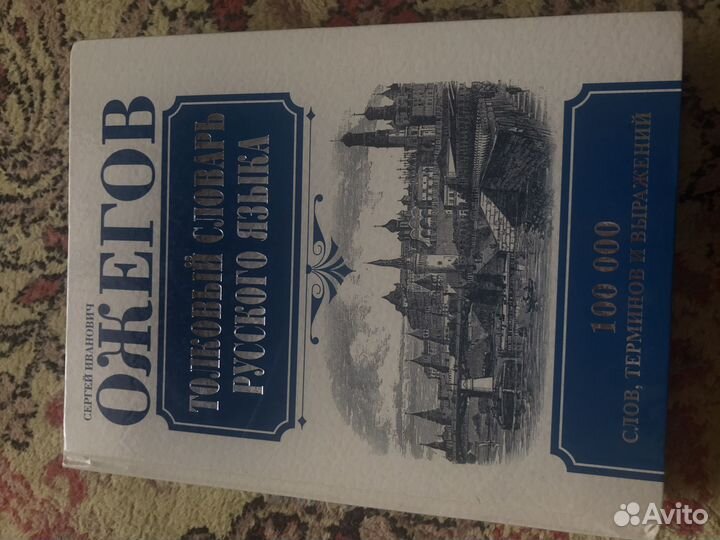 СЕРГЕЙ ИВАНОВИЧ
ОЖЕГОВ
ТОЛКОВЫЙ СЛОВАРЬ
РУССКОГО ЯЗЫКА
100 000
СЛОВ, ТЕРМИНОВ И ВЫРАЖЕНИЙ
Avito